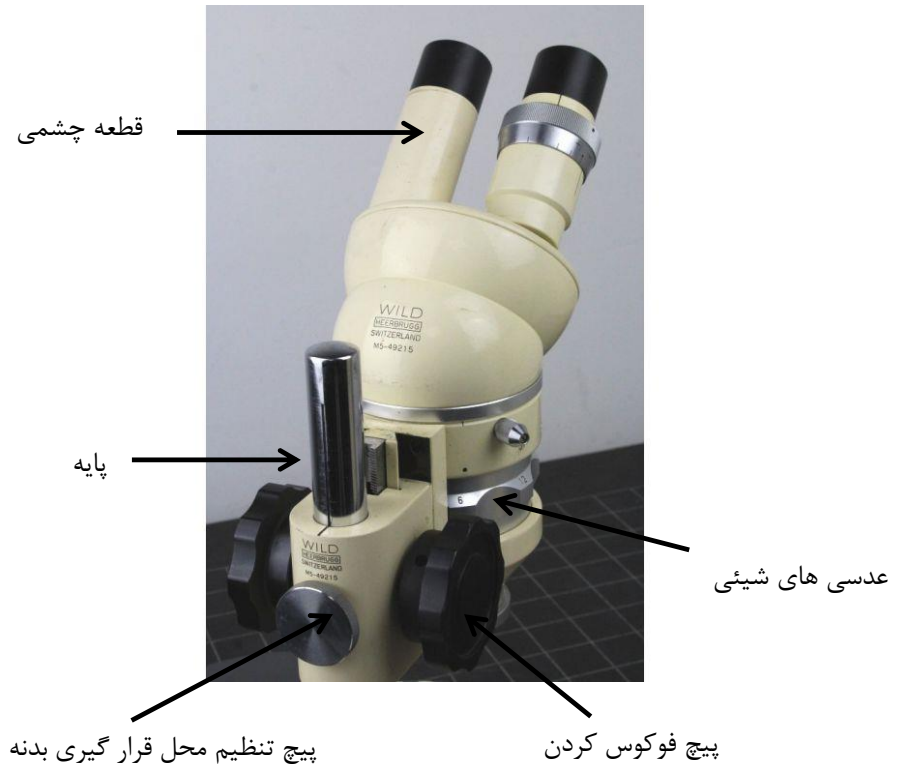 قطعه چشمی
WILD
HEERBRUGG
SWITZERLAND
M5-49215
پایه
6
12
WILD
HEERBRUGG
SWITZERLAND
M5-49215
عدسی های شیئی
پیچ فوکوس کردن
پیچ تنظیم محل قرار گیری بدنه